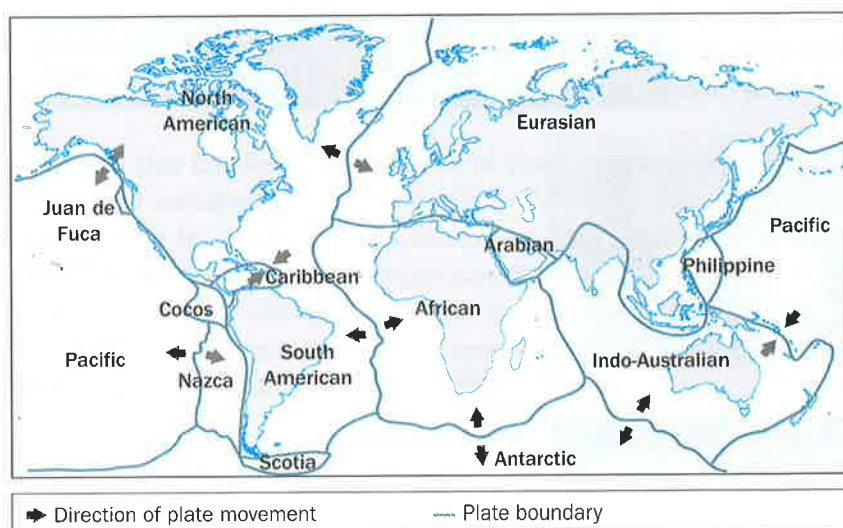 North
American
Eurasian
Juan de
Fuca
Pacific
Arabian
Philippine
Caribbean
Cocos
African
Pacific
South
American
Indo-Australian
Nazca
Scotia
Antarctic
Direction of plate movement
Plate boundary